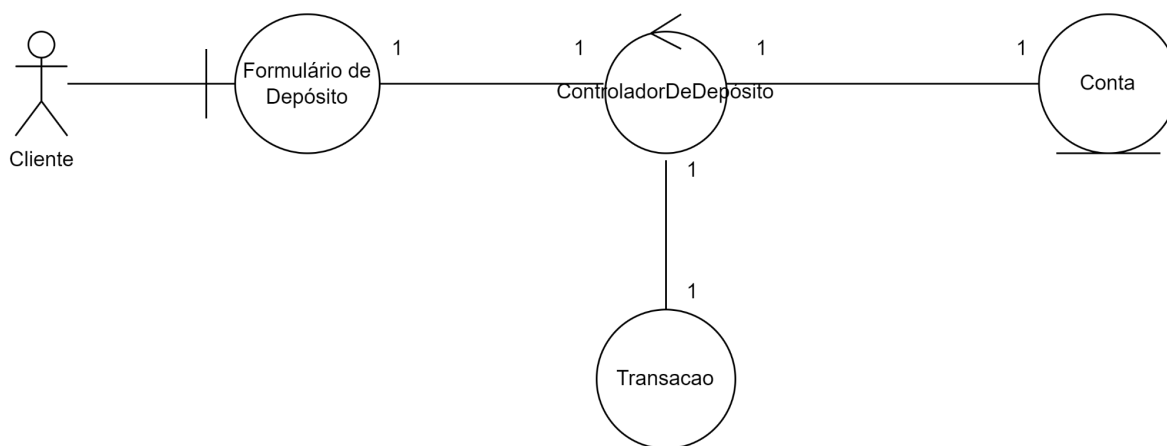 1
1
1
1
Formulário de
Depósito
ControladorDeDepósito
Conta
Cliente
1
1
Transacao